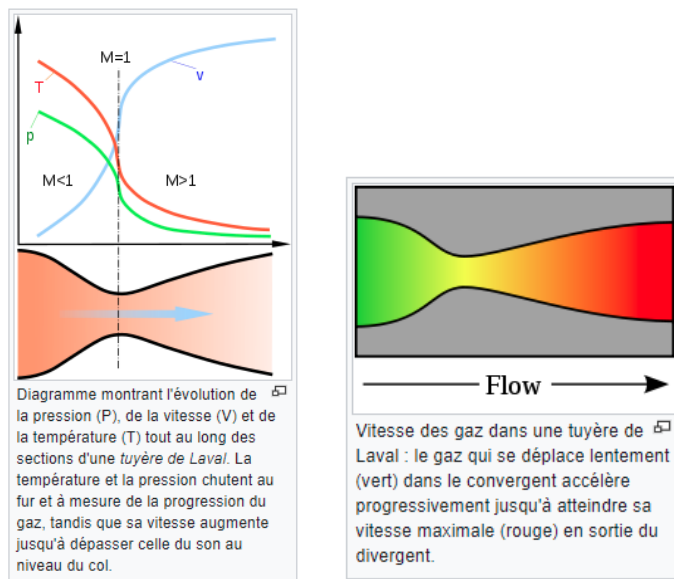 M=1
T
v
p
M<1
M>1
Diagramme montrant l'évolution de
la pression (P), de la vitesse (V) et de
la température (T) tout au long des
sections d'une tuyère de Laval. La
température et la pression chutent au
fur et à mesure de la progression du
gaz, tandis que sa vitesse augmente
jusqu'à dépasser celle du son au
niveau du col.
Flow
Vitesse des gaz dans une tuyère de
Laval : le gaz qui se déplace lentement
(vert) dans le convergent accélère
progressivement jusqu'à atteindre sa
vitesse maximale (rouge) en sortie du
divergent.